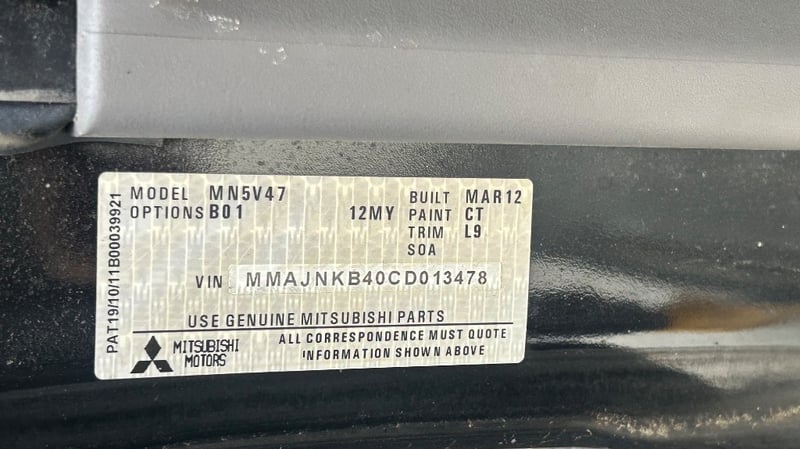 MODEL MN5V47 BUILT MAR12
OPTIONS B01 12MY PAINT CT
TRIM L9
SOA
VIN MMAJNKB40CD013478
USE GENUINE MITSUBISHI PARTS
MITSUBISHI MOTORS
ALL CORRESPONDENCE MUST QUOTE
INFORMATION SHOWN ABOVE
PAT19/10/11B00039921